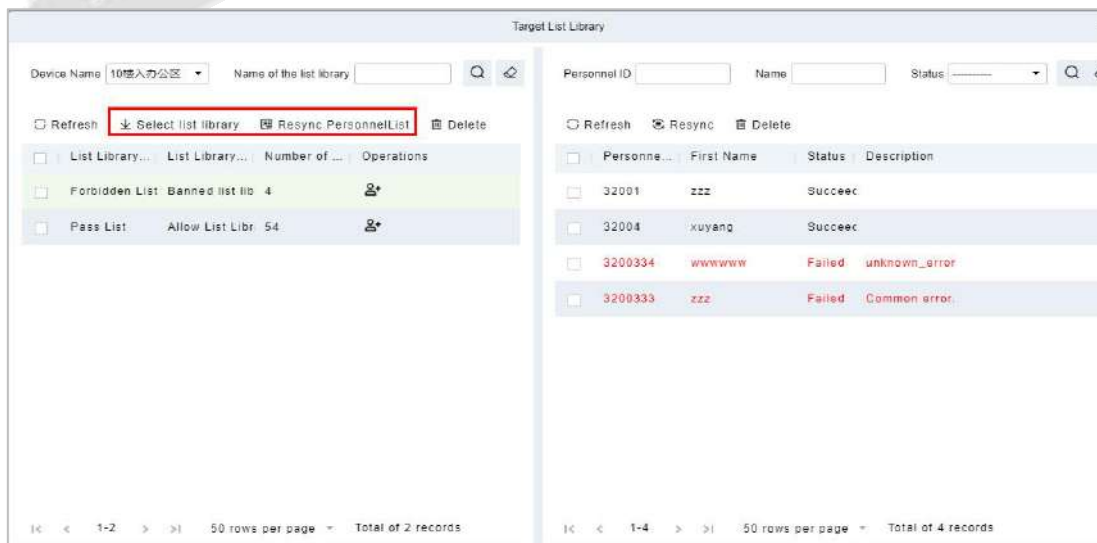 Target List Library
Device Name 10楼入办公区 Name of the list library
Refresh Select list library Resync PersonnelList Delete
List Library... List Library... Number of ... Operations
Forbidden List Banned list lib 4
Pass List Allow List Libr 54
1-2 50 rows per page Total of 2 records
Personnel ID Name Status ----------
Refresh Resync Delete
Personne... First Name Status Description
32001 zzz Succeec
32004 xuyang Succeec
3200334 wwwwww Failed unknown_error
3200333 zzz Failed Common error.
1-4 50 rows per page Total of 4 records